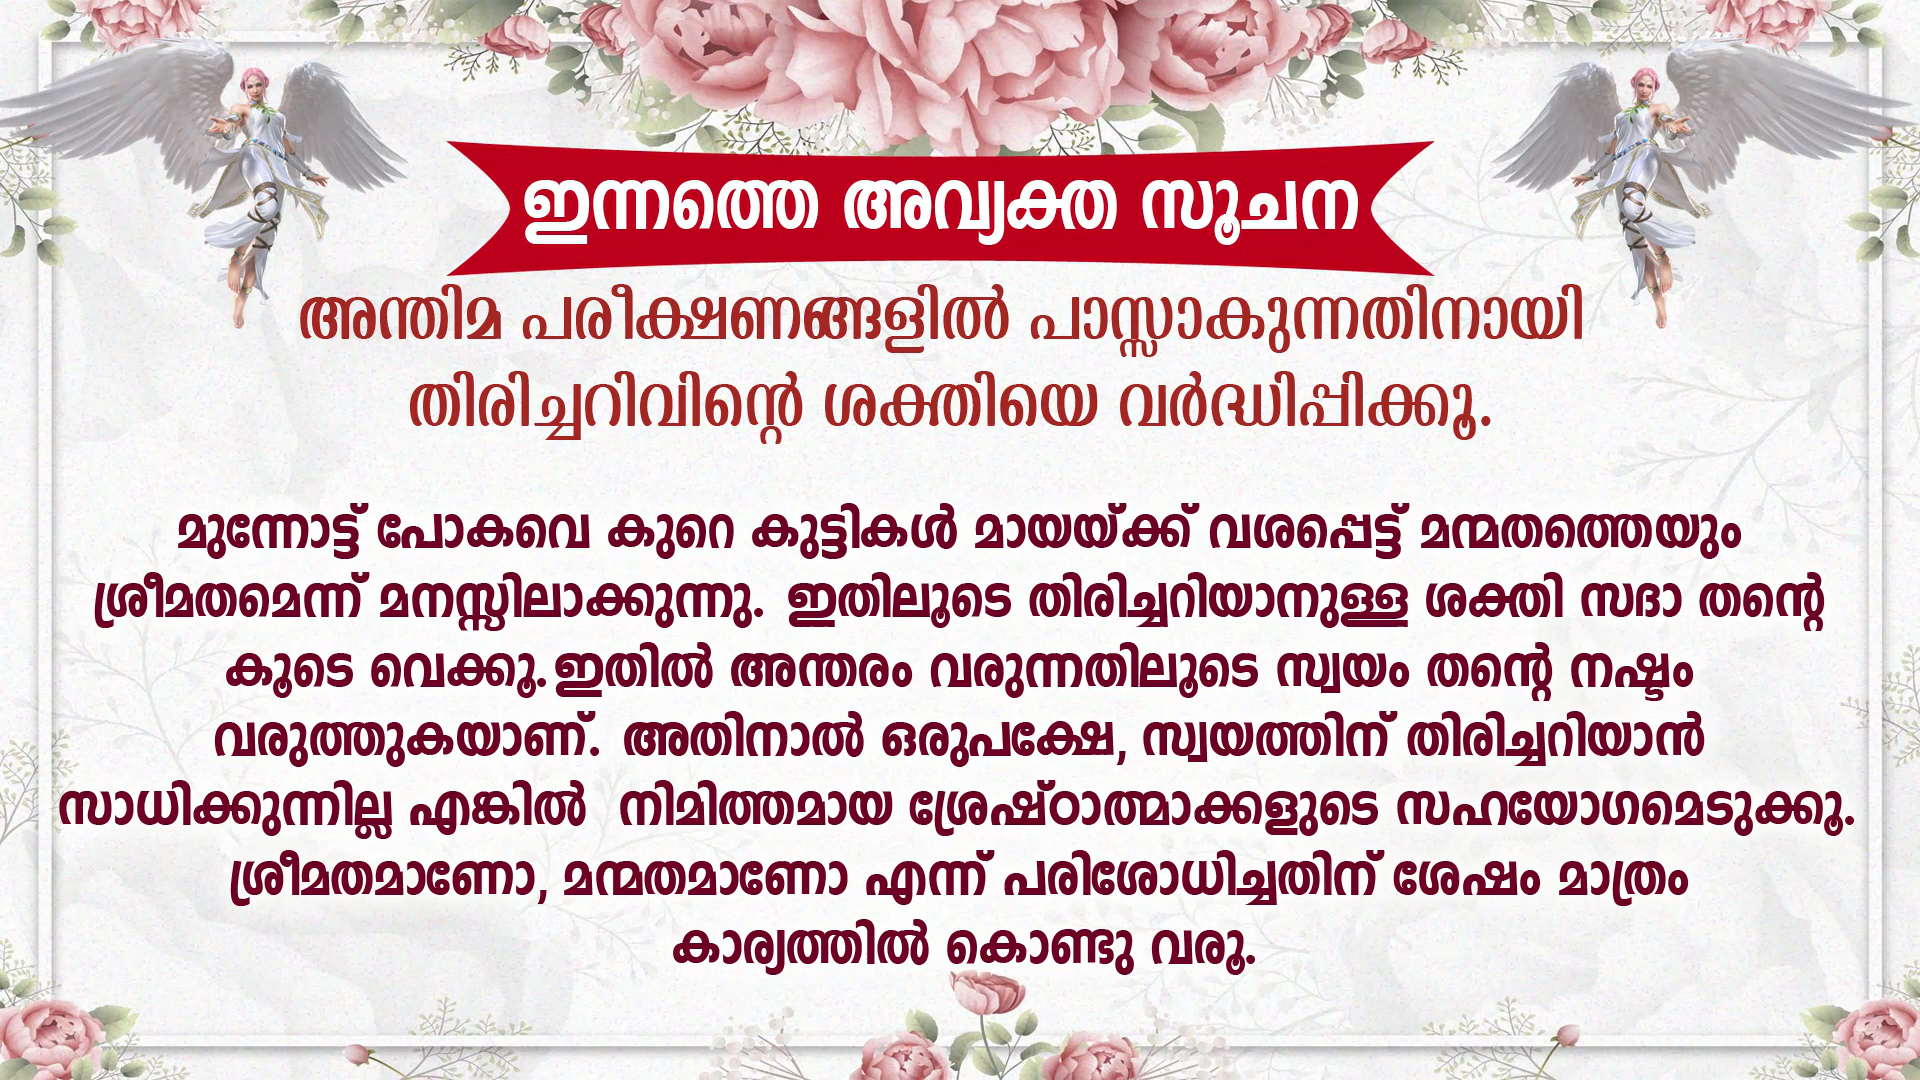 ഇന്നത്തെ അവ്യക്ത സൂചന
അന്തിമ പരീക്ഷണങ്ങളിൽ പാസ്സാകുന്നതിനായി
തിരിച്ചറിവിന്റെ ശക്തിയെ വർദ്ധിപ്പിക്കൂ.
മുന്നോട്ട് പോകവെ കുറെ കുട്ടികൾ മായയ്ക്ക് വശപ്പെട്ട് മന്മതത്തെയും
ശ്രീമതമെന്ന് മനസ്സിലാക്കുന്നു. ഇതിലൂടെ തിരിച്ചറിയാനുള്ള ശക്തി സദാ തന്റെ
കൂടെ വെക്കൂ.ഇതിൽ അന്തരം വരുന്നതിലൂടെ സ്വയം തന്റെ നഷ്ടം
വരുത്തുകയാണ്. അതിനാൽ ഒരുപക്ഷേ, സ്വയത്തിന് തിരിച്ചറിയാൻ
സാധിക്കുന്നില്ല എങ്കിൽ നിമിത്തമായ ശ്രേഷ്ഠാത്മാക്കളുടെ സഹയോഗമെടുക്കൂ.
ശ്രീമതമാണോ, മന്മതമാണോ എന്ന് പരിശോധിച്ചതിന് ശേഷം മാത്രം
കാര്യത്തിൽ കൊണ്ടു വരൂ.